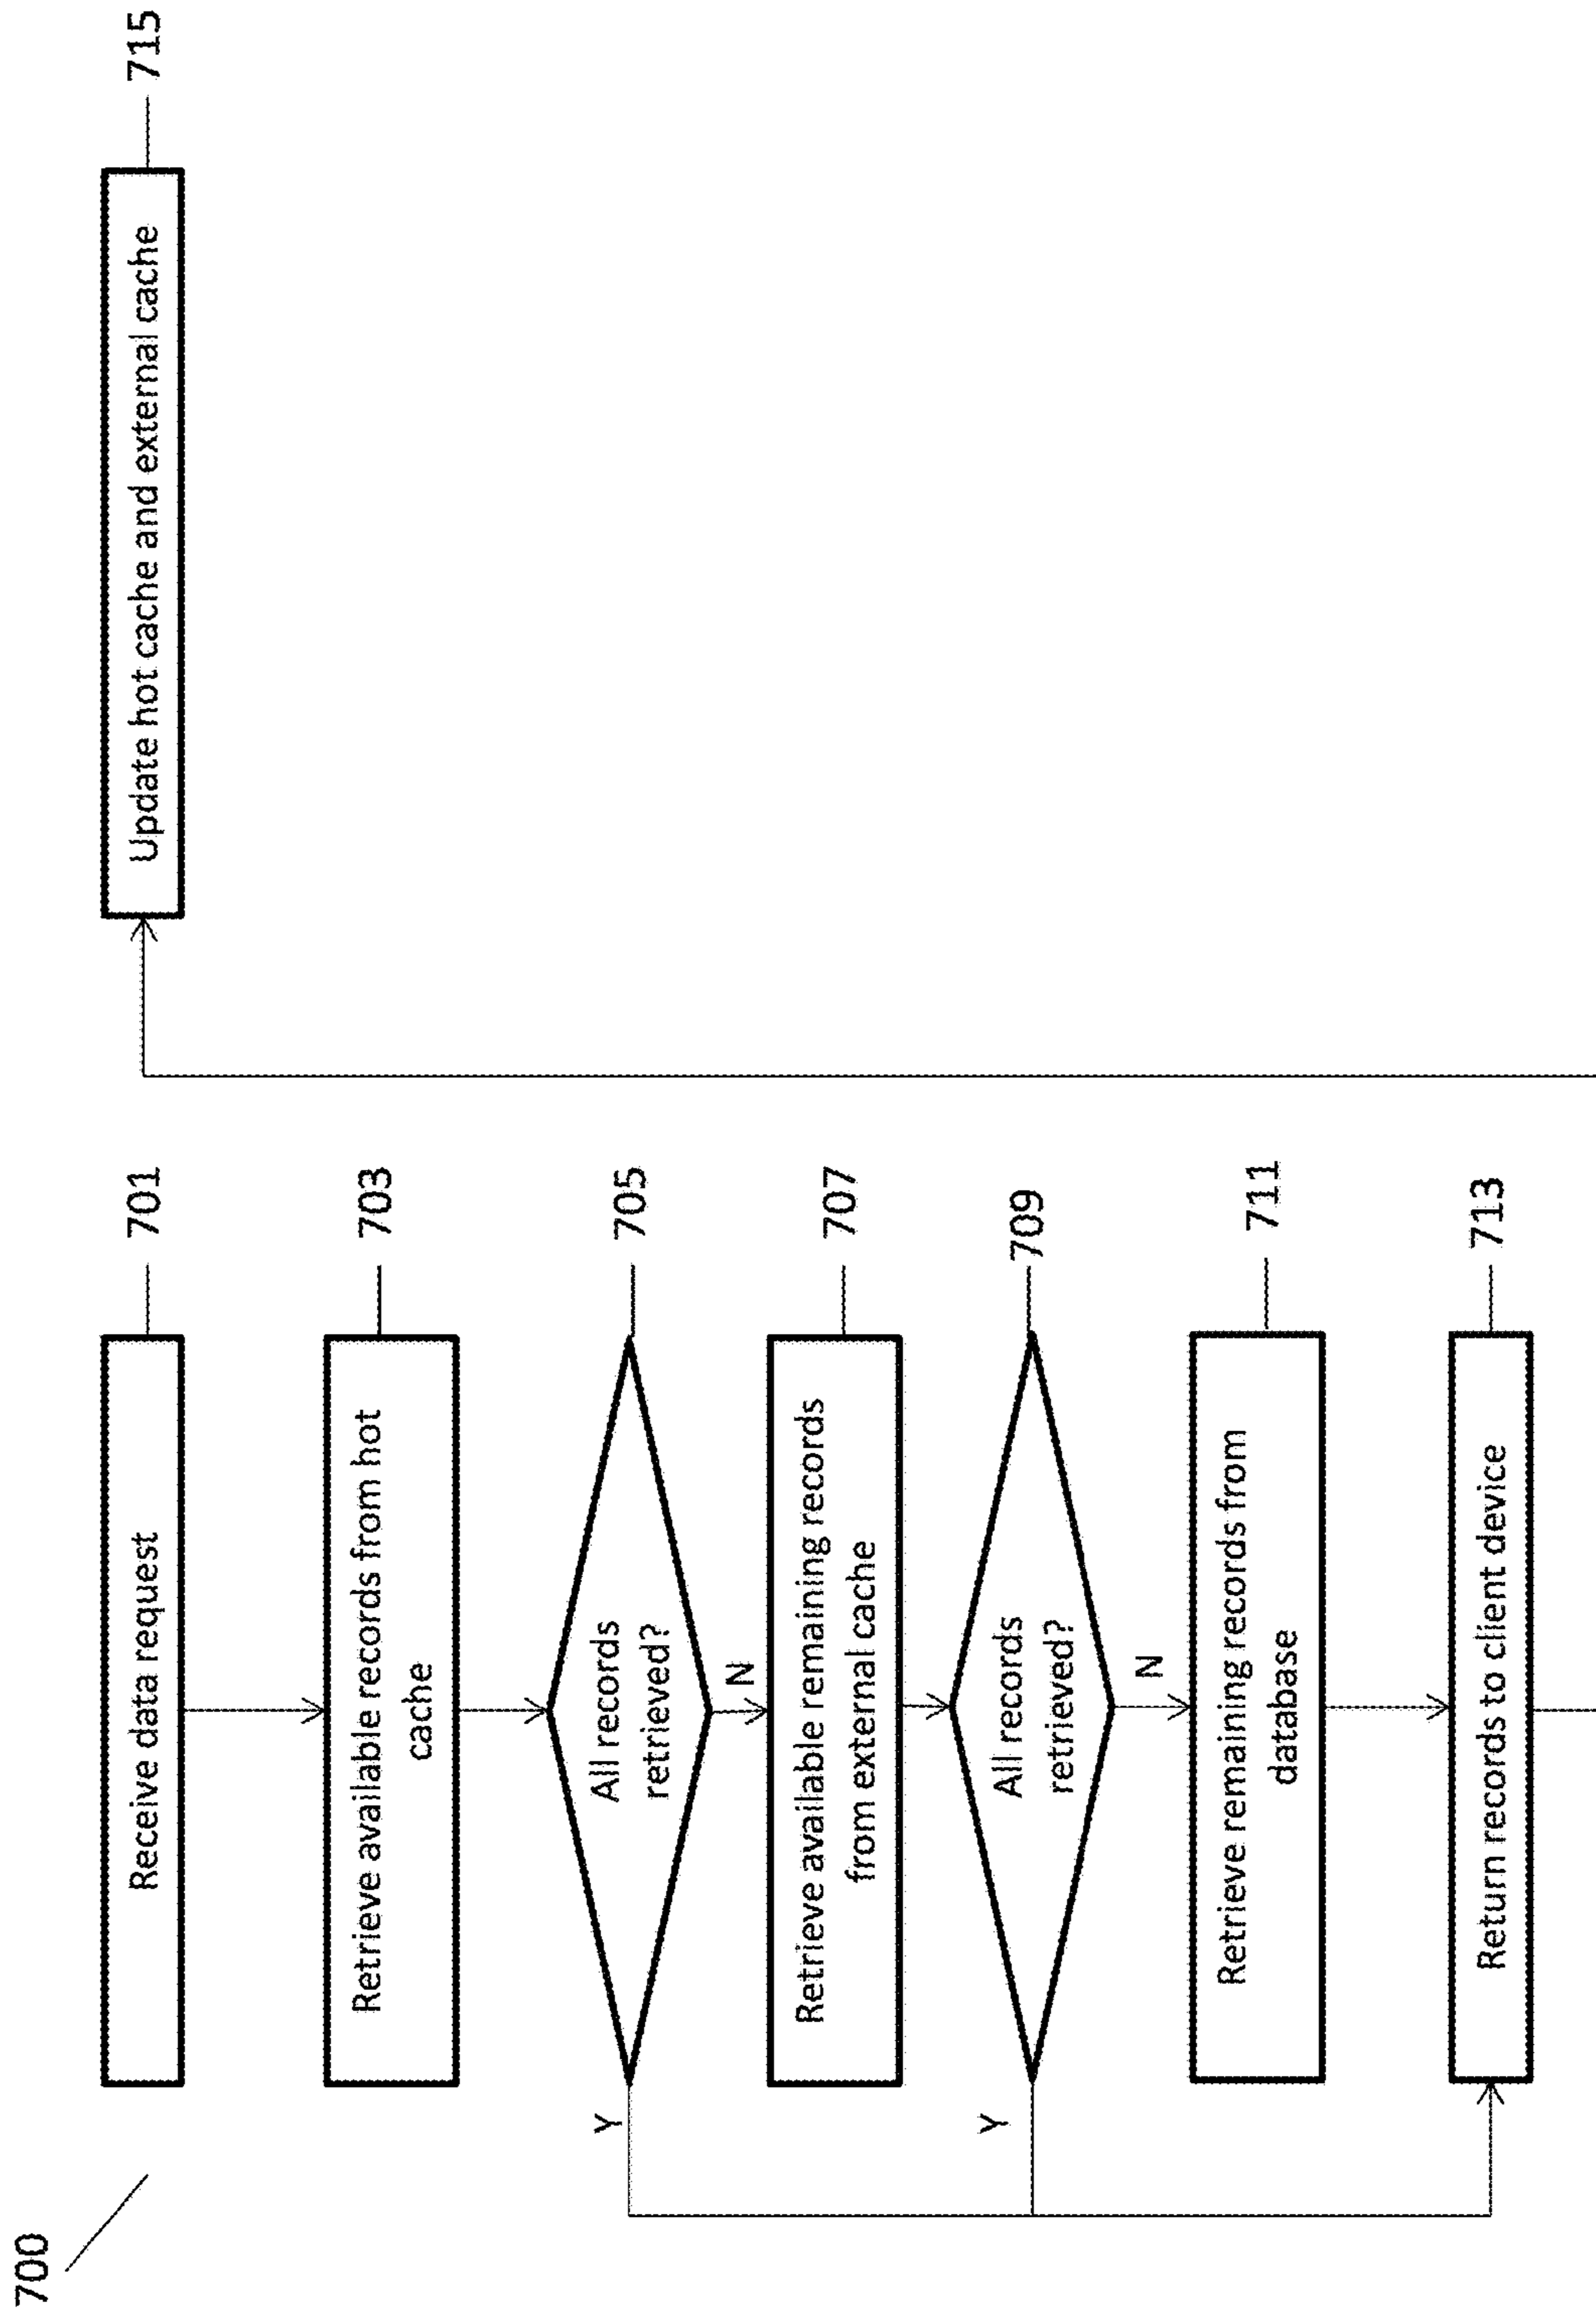 700
Receive data request
701
Retrieve available records from hot
cache
703
All records
retrieved?
705
Y
N
Retrieve available remaining records
from external cache
707
All records
retrieved?
709
Y
N
Retrieve remaining records from
database
711
Return records to client device
713
Update hot cache and external cache
715